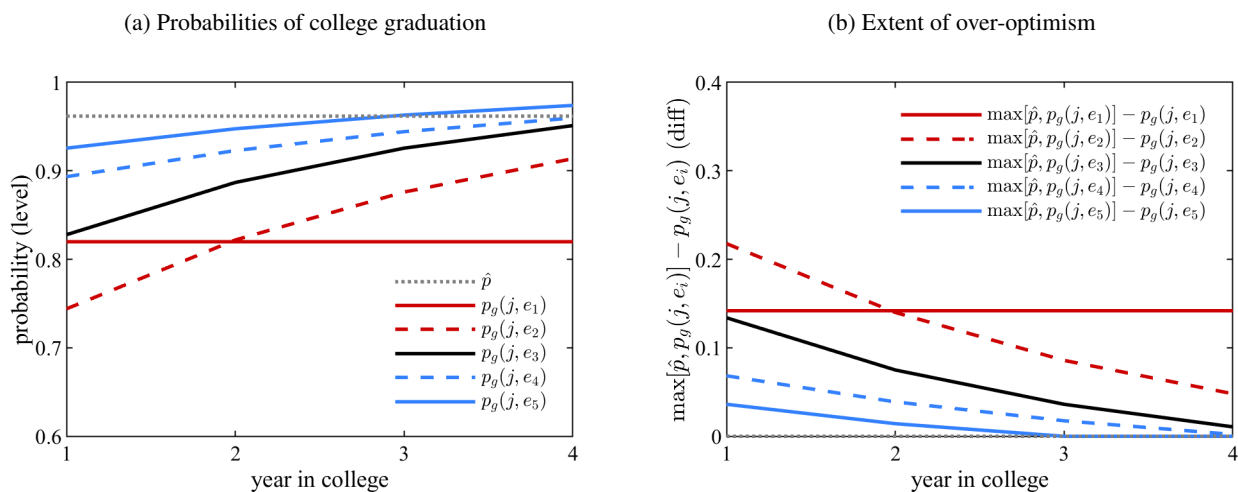 (a) Probabilities of college graduation
probability (level)
1
0.9
0.8
0.7
0.6
p̂
p_g(j, e_1)
p_g(j, e_2)
p_g(j, e_3)
p_g(j, e_4)
p_g(j, e_5)
1 2 3 4
year in college
(b) Extent of over-optimism
max[p̂, p_g(j, e_i)] − p_g(j, e_i) (diff)
0.4
0.3
0.2
0.1
0
max[p̂, p_g(j, e_1)] − p_g(j, e_1)
max[p̂, p_g(j, e_2)] − p_g(j, e_2)
max[p̂, p_g(j, e_3)] − p_g(j, e_3)
max[p̂, p_g(j, e_4)] − p_g(j, e_4)
max[p̂, p_g(j, e_5)] − p_g(j, e_5)
1 2 3 4
year in college